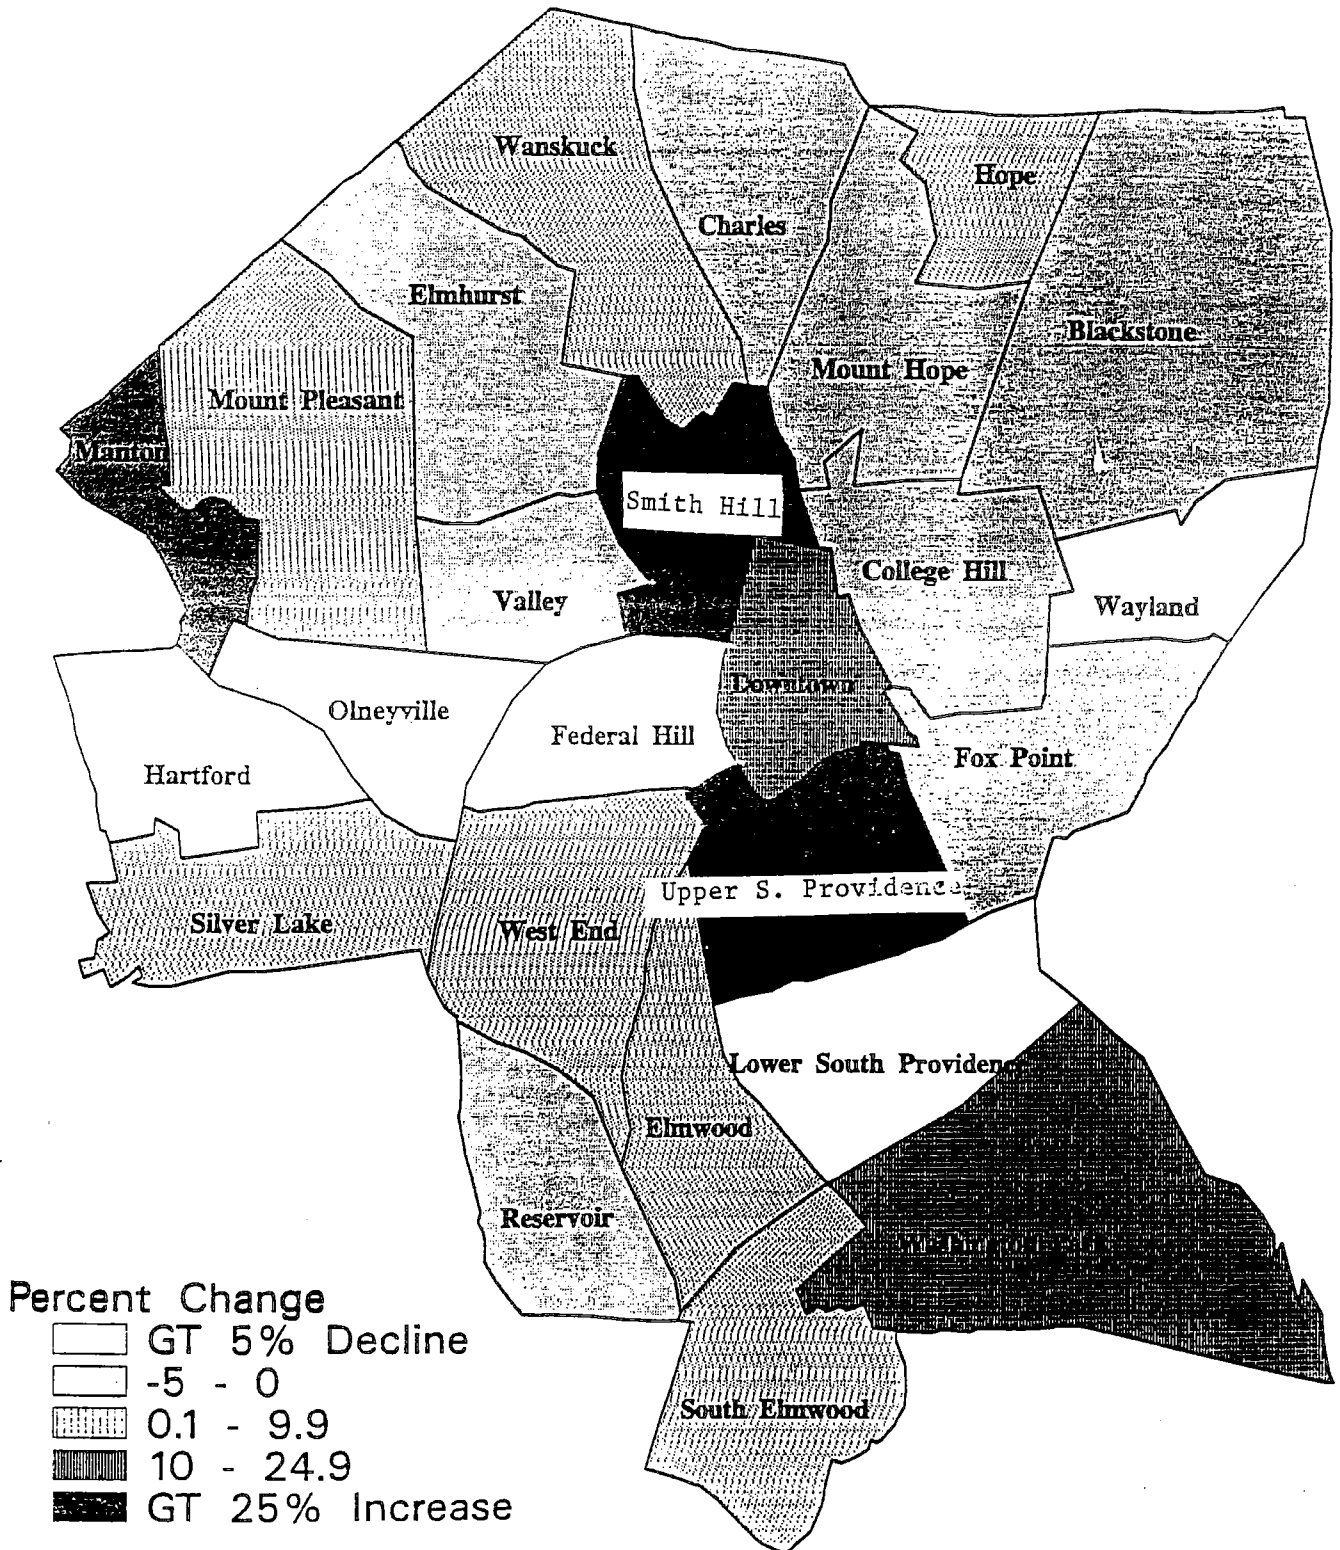 Wanskuck
Hope
Charles
Elmhurst
Blackstone
Mount Hope
Mount Pleasant
Manton
Smith Hill
College Hill
Valley
Wayland
Downtown
Olneyville
Federal Hill
Fox Point
Hartford
Upper S. Providence
Silver Lake
West End
Lower South Providence
Elmwood
Reservoir
South Elmwood
Percent Change
GT 5% Decline
-5 - 0
0.1 - 9.9
10 - 24.9
GT 25% Increase